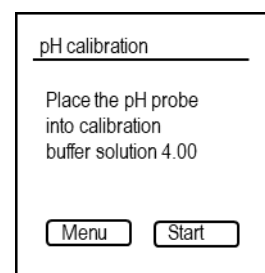 pH calibration
Place the pH probe
into calibration
buffer solution 4.00
Menu
Start